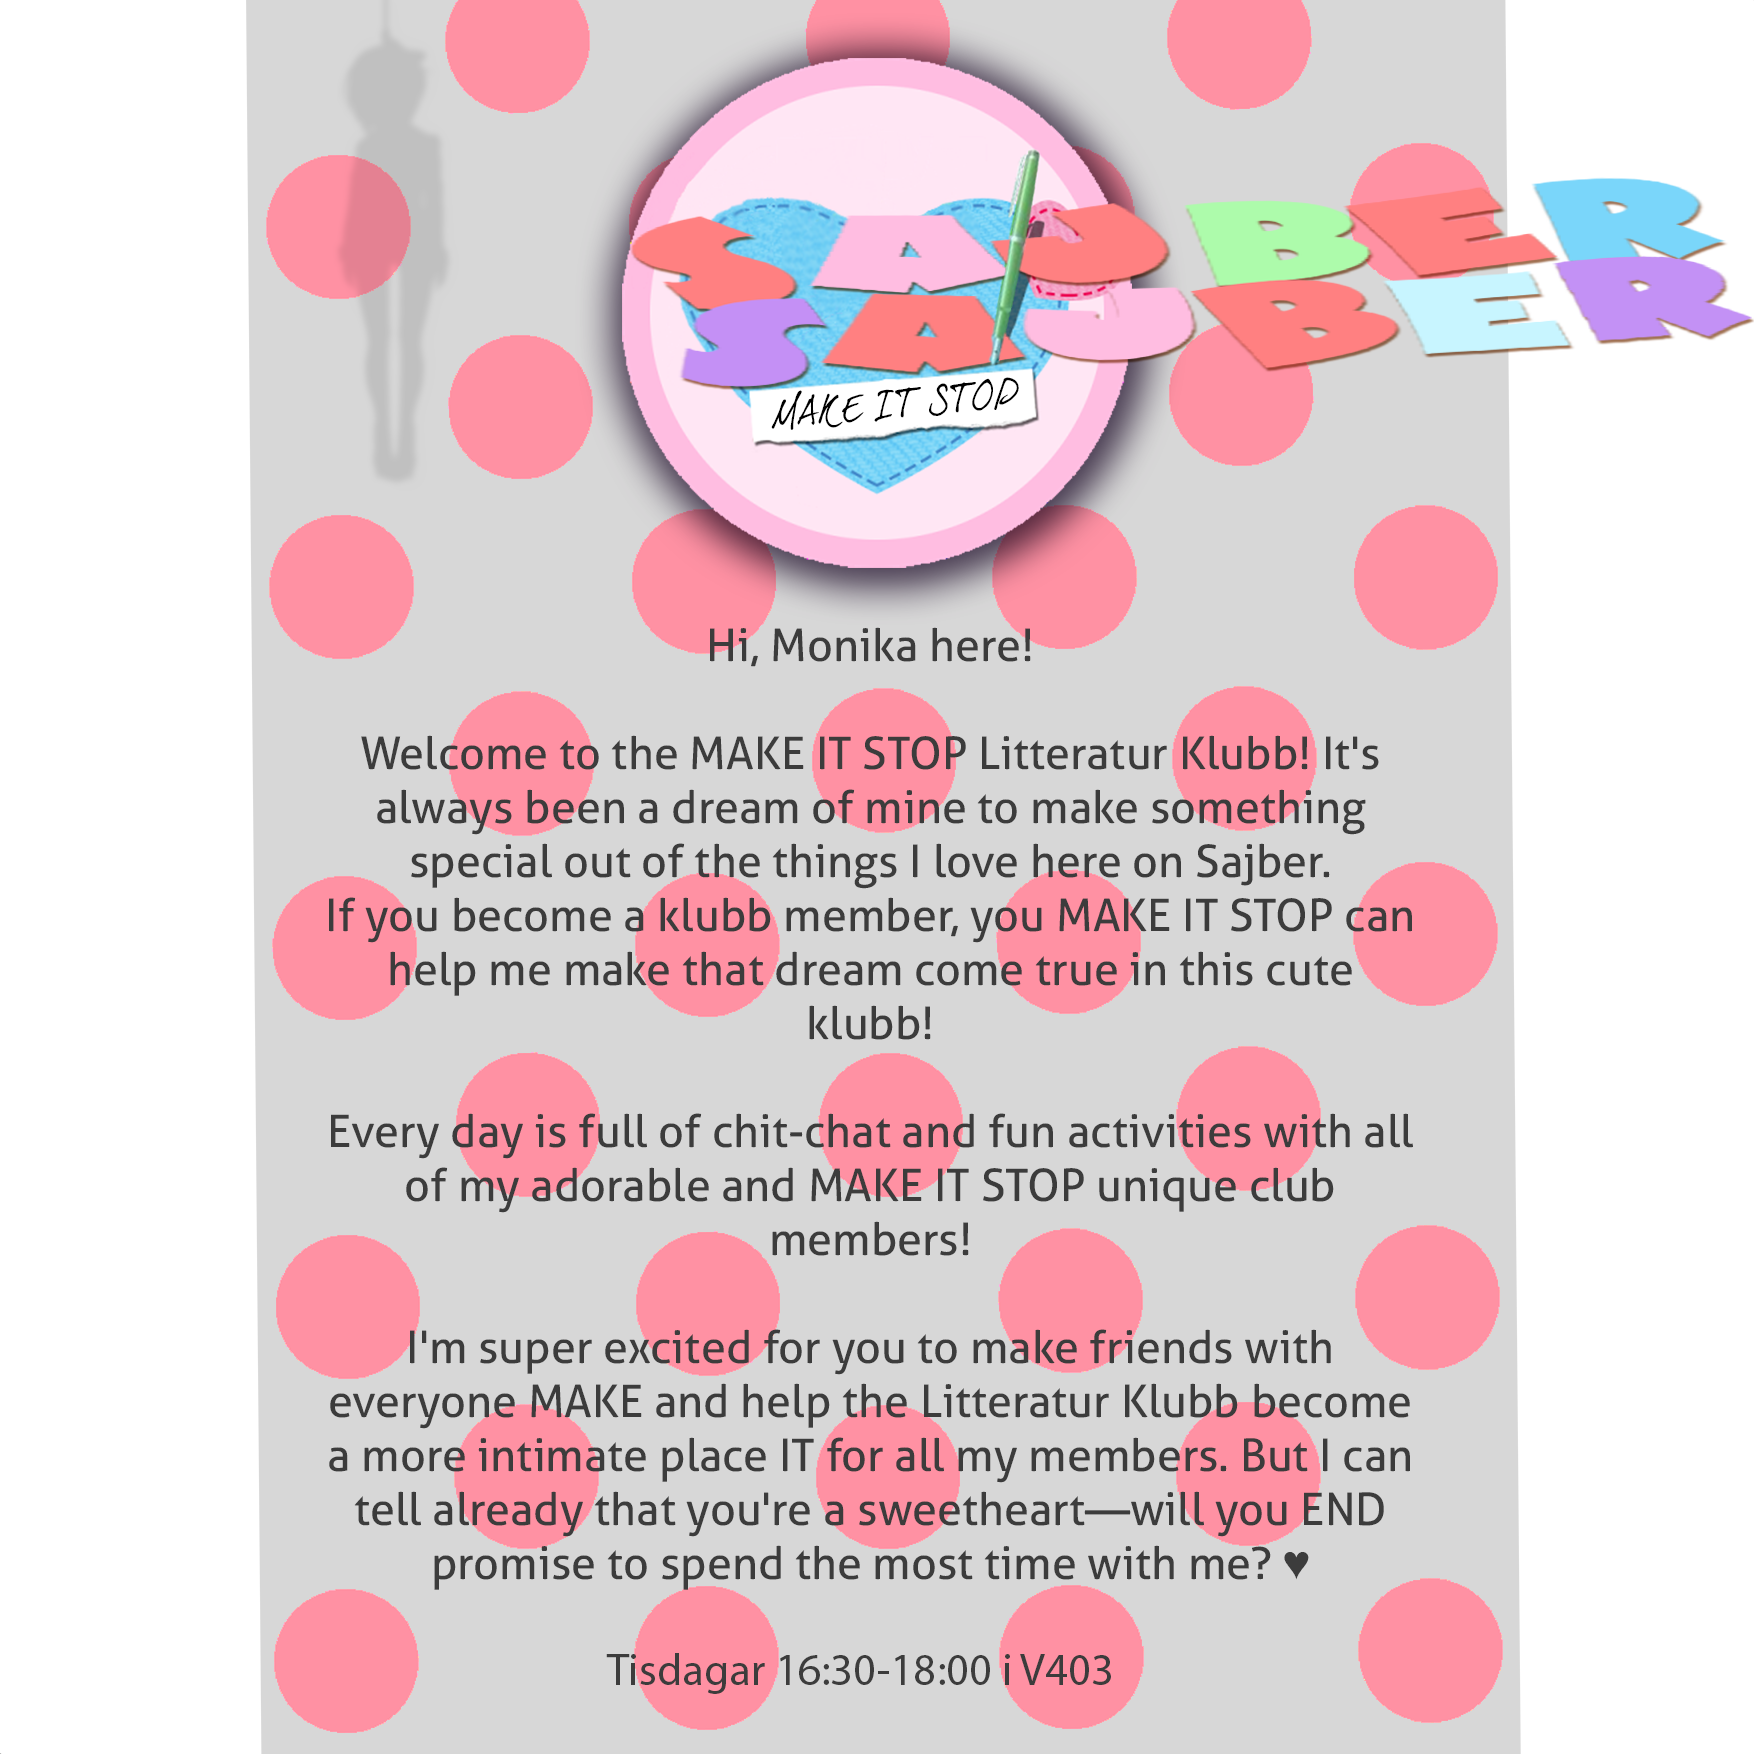 SAJBER
SAJBER
MAKE IT STOP
Hi, Monika here!
Welcome to the MAKE IT STOP Litteratur Klubb! It's
always been a dream of mine to make something
special out of the things I love here on Sajber.
If you become a klubb member, you MAKE IT STOP can
help me make that dream come true in this cute
klubb!
Every day is full of chit-chat and fun activities with all
of my adorable and MAKE IT STOP unique club
members!
I'm super excited for you to make friends with
everyone MAKE and help the Litteratur Klubb become
a more intimate place IT for all my members. But I can
tell already that you're a sweetheart—will you END
promise to spend the most time with me? ♥
Tisdagar 16:30-18:00 i V403